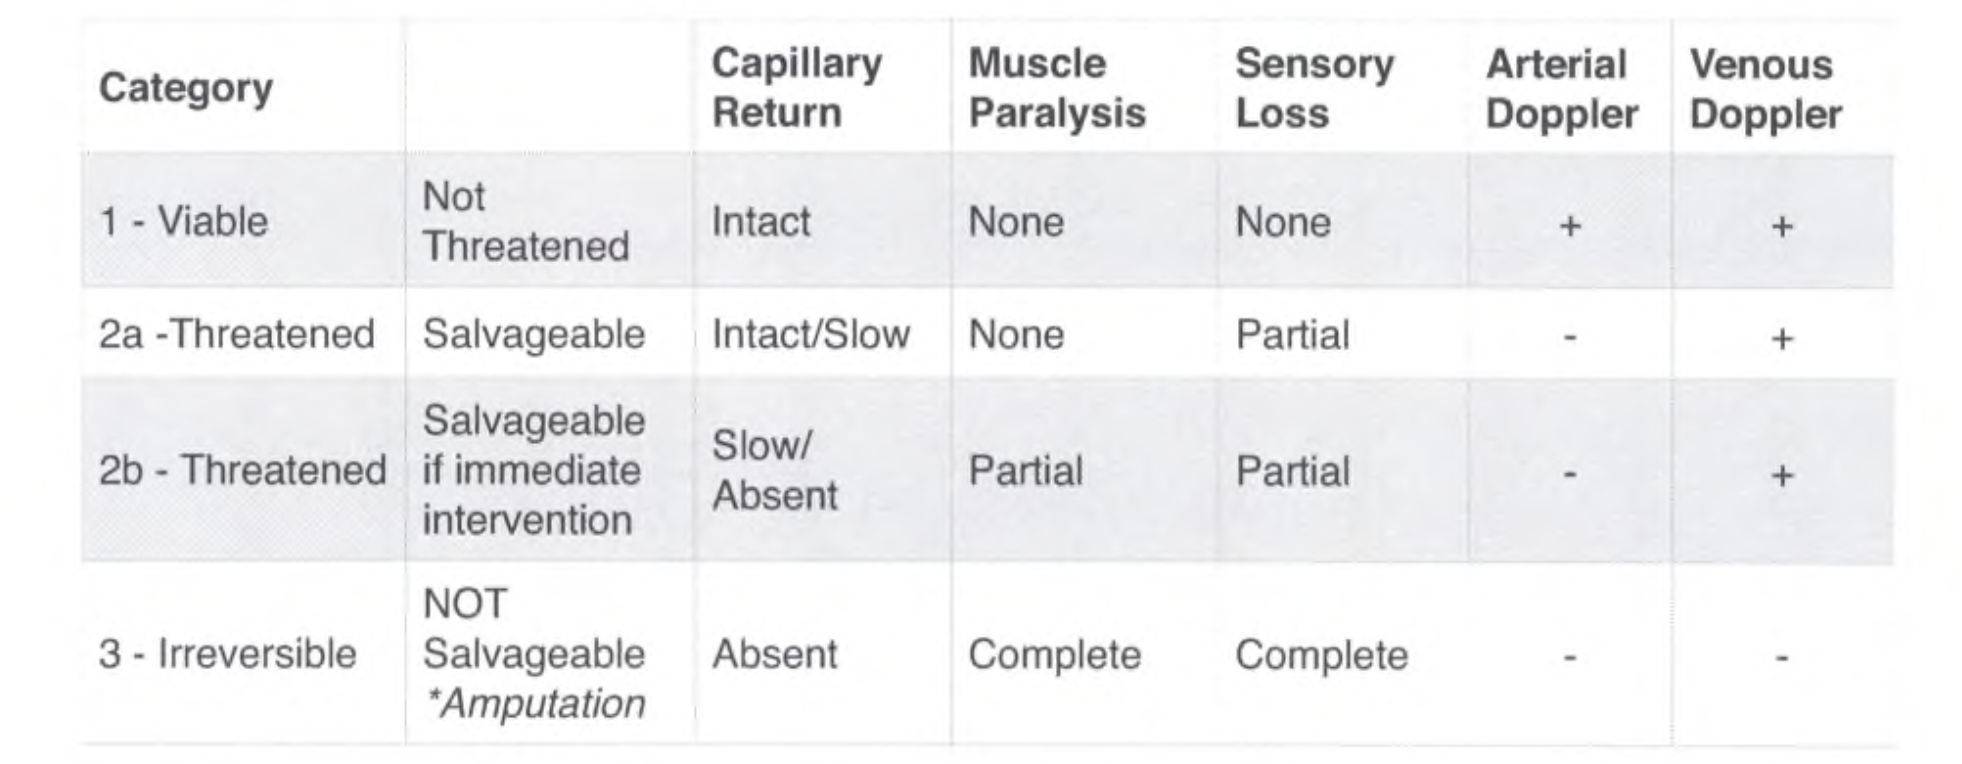 Category Capillary Return Muscle Paralysis Sensory Loss Arterial Doppler Venous Doppler
1 - Viable Not Threatened Intact None None + +
2a -Threatened Salvageable Intact/Slow None Partial - +
2b - Threatened Salvageable if immediate intervention Slow/ Absent Partial Partial - +
3 - Irreversible NOT Salvageable *Amputation Absent Complete Complete - -